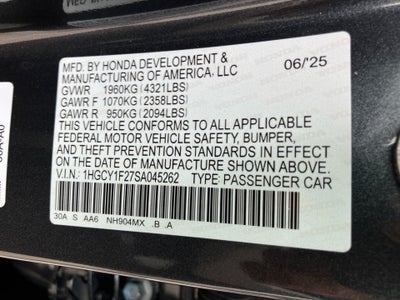 MFD. BY HONDA DEVELOPMENT &
MANUFACTURING OF AMERICA, LLC
06/25
GVWR 1960KG (4321LBS)
GAWR F 1070KG (2358LBS)
GAWR R 950KG (2094LBS)
THIS VEHICLE CONFORMS TO ALL APPLICABLE
FEDERAL MOTOR VEHICLE SAFETY, BUMPER,
AND THEFT PREVENTION STANDARDS IN EFFECT
ON THE DATE OF MANUFACTURE SHOWN ABOVE.
V.I.N.: 1HGCY1F27SA045262 TYPE: PASSENGER CAR
30A S AA6 NH904MX .B .A